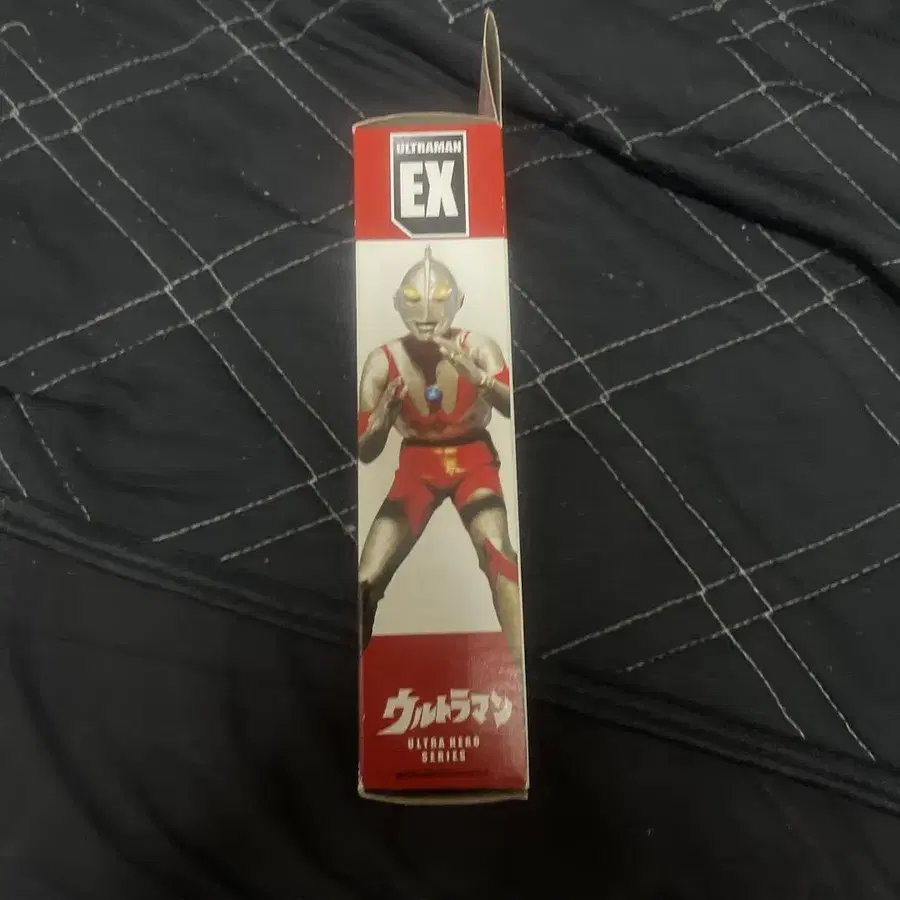 ULTRAMAN
EX
ウルトラマン
ULTRA HERO
SERIES